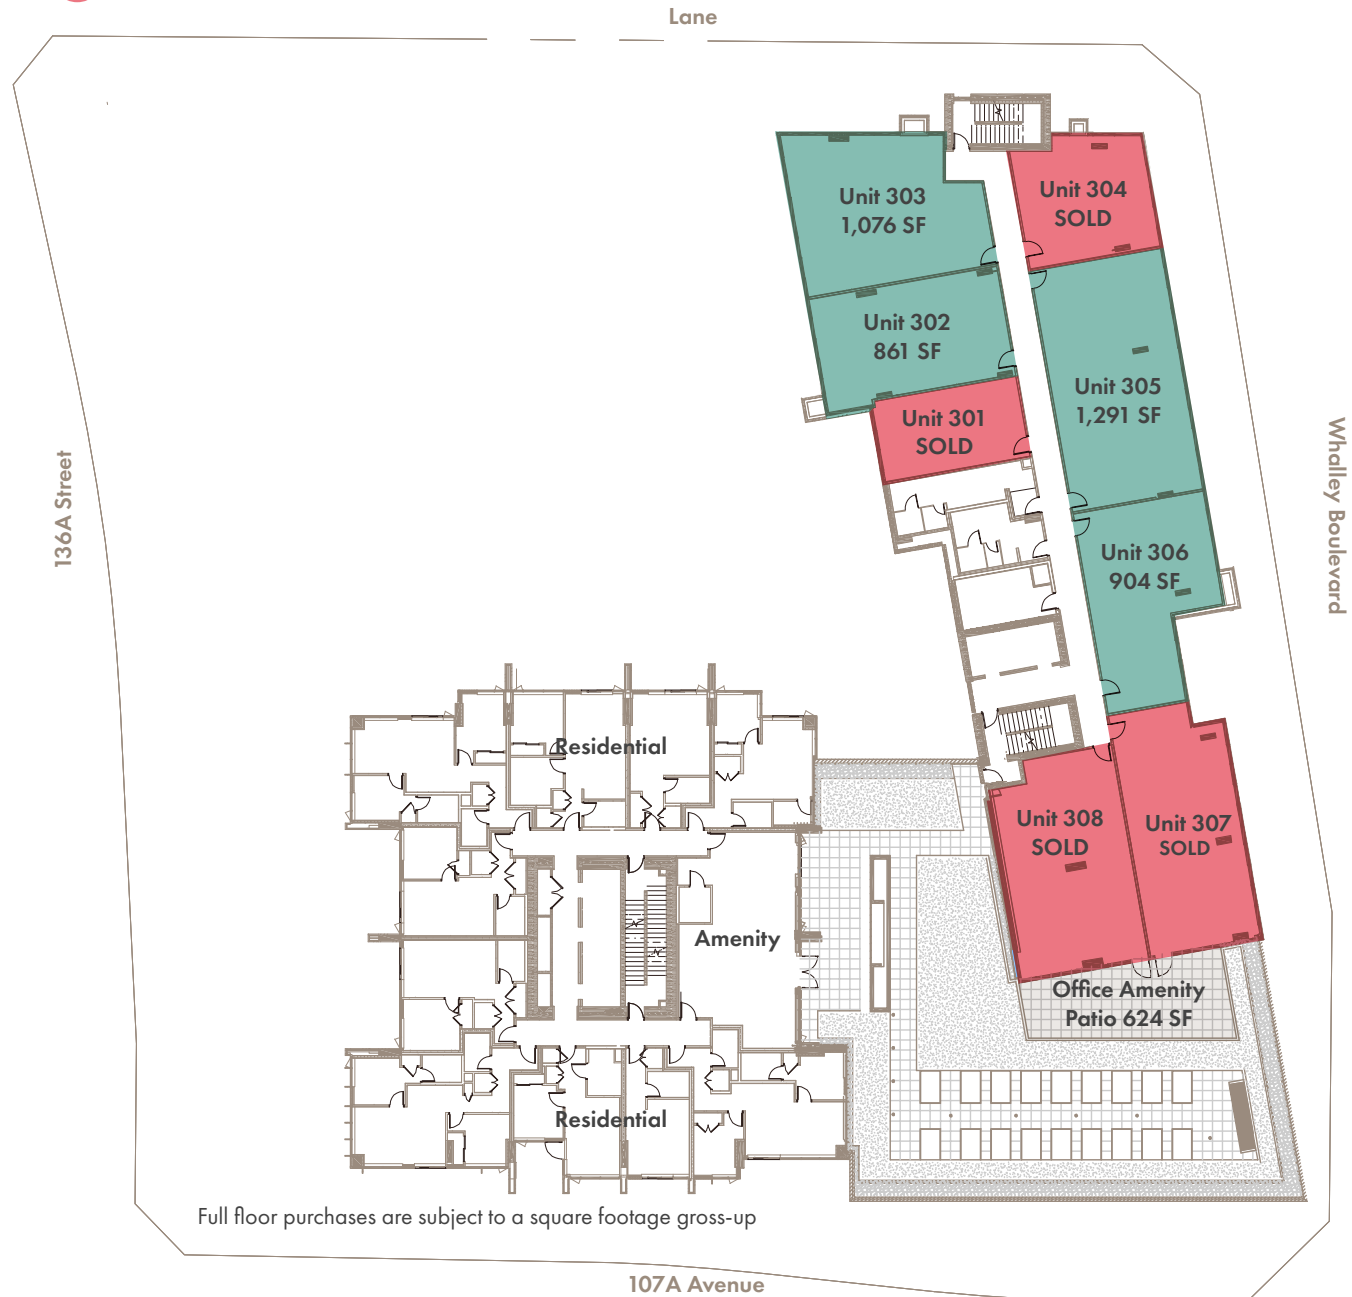 Lane
Unit 303
1,076 SF
Unit 304
SOLD
Unit 302
861 SF
Unit 305
1,291 SF
Unit 301
SOLD
136A Street
Whalley Boulevard
Unit 306
904 SF
Residential
Unit 308
SOLD
Unit 307
SOLD
Amenity
Office Amenity
Patio 624 SF
Residential
Full floor purchases are subject to a square footage gross-up
107A Avenue